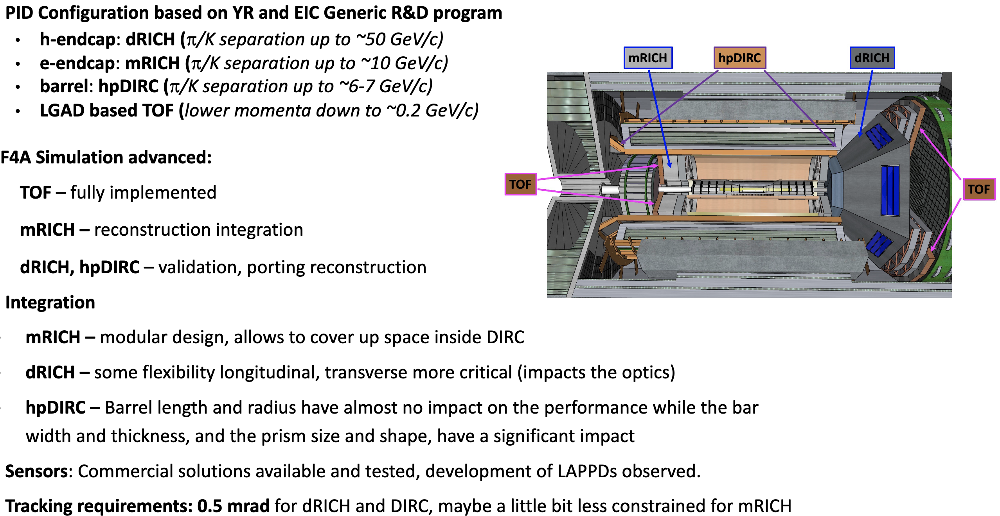 PID Configuration based on YR and EIC Generic R&D program
• h-endcap: dRICH (π/K separation up to ~50 GeV/c)
• e-endcap: mRICH (π/K separation up to ~10 GeV/c)
• barrel: hpDIRC (π/K separation up to ~6-7 GeV/c)
• LGAD based TOF (lower momenta down to ~0.2 GeV/c)
F4A Simulation advanced:
TOF – fully implemented
mRICH – reconstruction integration
dRICH, hpDIRC – validation, porting reconstruction
mRICH
hpDIRC
dRICH
TOF
TOF
Integration
· mRICH – modular design, allows to cover up space inside DIRC
· dRICH – some flexibility longitudinal, transverse more critical (impacts the optics)
· hpDIRC – Barrel length and radius have almost no impact on the performance while the bar
width and thickness, and the prism size and shape, have a significant impact
Sensors: Commercial solutions available and tested, development of LAPPDs observed.
Tracking requirements: 0.5 mrad for dRICH and DIRC, maybe a little bit less constrained for mRICH